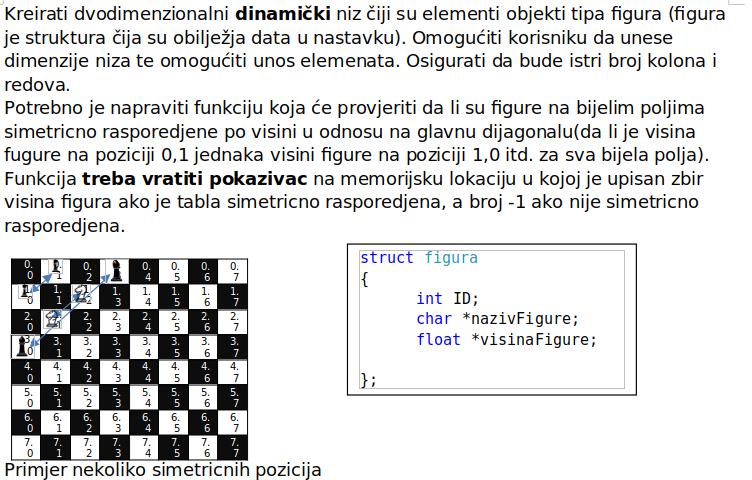 Kreirati dvodimenzionalni dinamički niz čiji su elementi objekti tipa figura (figura
je struktura čija su obilježja data u nastavku). Omogućiti korisniku da unese
dimenzije niza te omogućiti unos elemenata. Osigurati da bude istri broj kolona i
redova.
Potrebno je napraviti funkciju koja će provjeriti da li su figure na bijelim poljima
simetricno rasporedjene po visini u odnosu na glavnu dijagonalu(da li je visina
fugure na poziciji 0,1 jednaka visini figure na poziciji 1,0 itd. za sva bijela polja).
Funkcija treba vratiti pokazivac na memorijsku lokaciju u kojoj je upisan zbir
visina figura ako je tabla simetricno rasporedjena, a broj -1 ako nije simetricno
rasporedjena.
0.0 0.1 0.2 0.4 0.5 0.6 0.7
1.0 1.1 1.2 1.3 1.4 1.5 1.6 1.7
2.0 2.2 2.3 2.4 2.5 2.6 2.7
3.0 3.1 3.2 3.3 3.4 3.5 3.6 3.7
4.0 4.1 4.2 4.3 4.4 4.5 4.6 4.7
5.0 5.1 5.2 5.3 5.4 5.5 5.6 5.7
6.0 6.1 6.2 6.3 6.4 6.5 6.6 6.7
7.0 7.1 7.2 7.3 7.4 7.5 7.6 7.7
Primjer nekoliko simetricnih pozicija
struct figura
{
int ID;
char *nazivFigure;
float *visinaFigure;
};